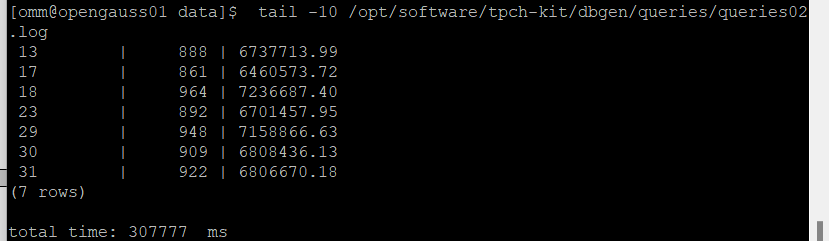 [omm@opengauss01 data]$  tail -10 /opt/software/tpch-kit/dbgen/queries/queries02
.log
 13         |     888 | 6737713.99
 17         |     861 | 6460573.72
 18         |     964 | 7236687.40
 23         |     892 | 6701457.95
 29         |     948 | 7158866.63
 30         |     909 | 6808436.13
 31         |     922 | 6806670.18
(7 rows)
total time: 307777  ms